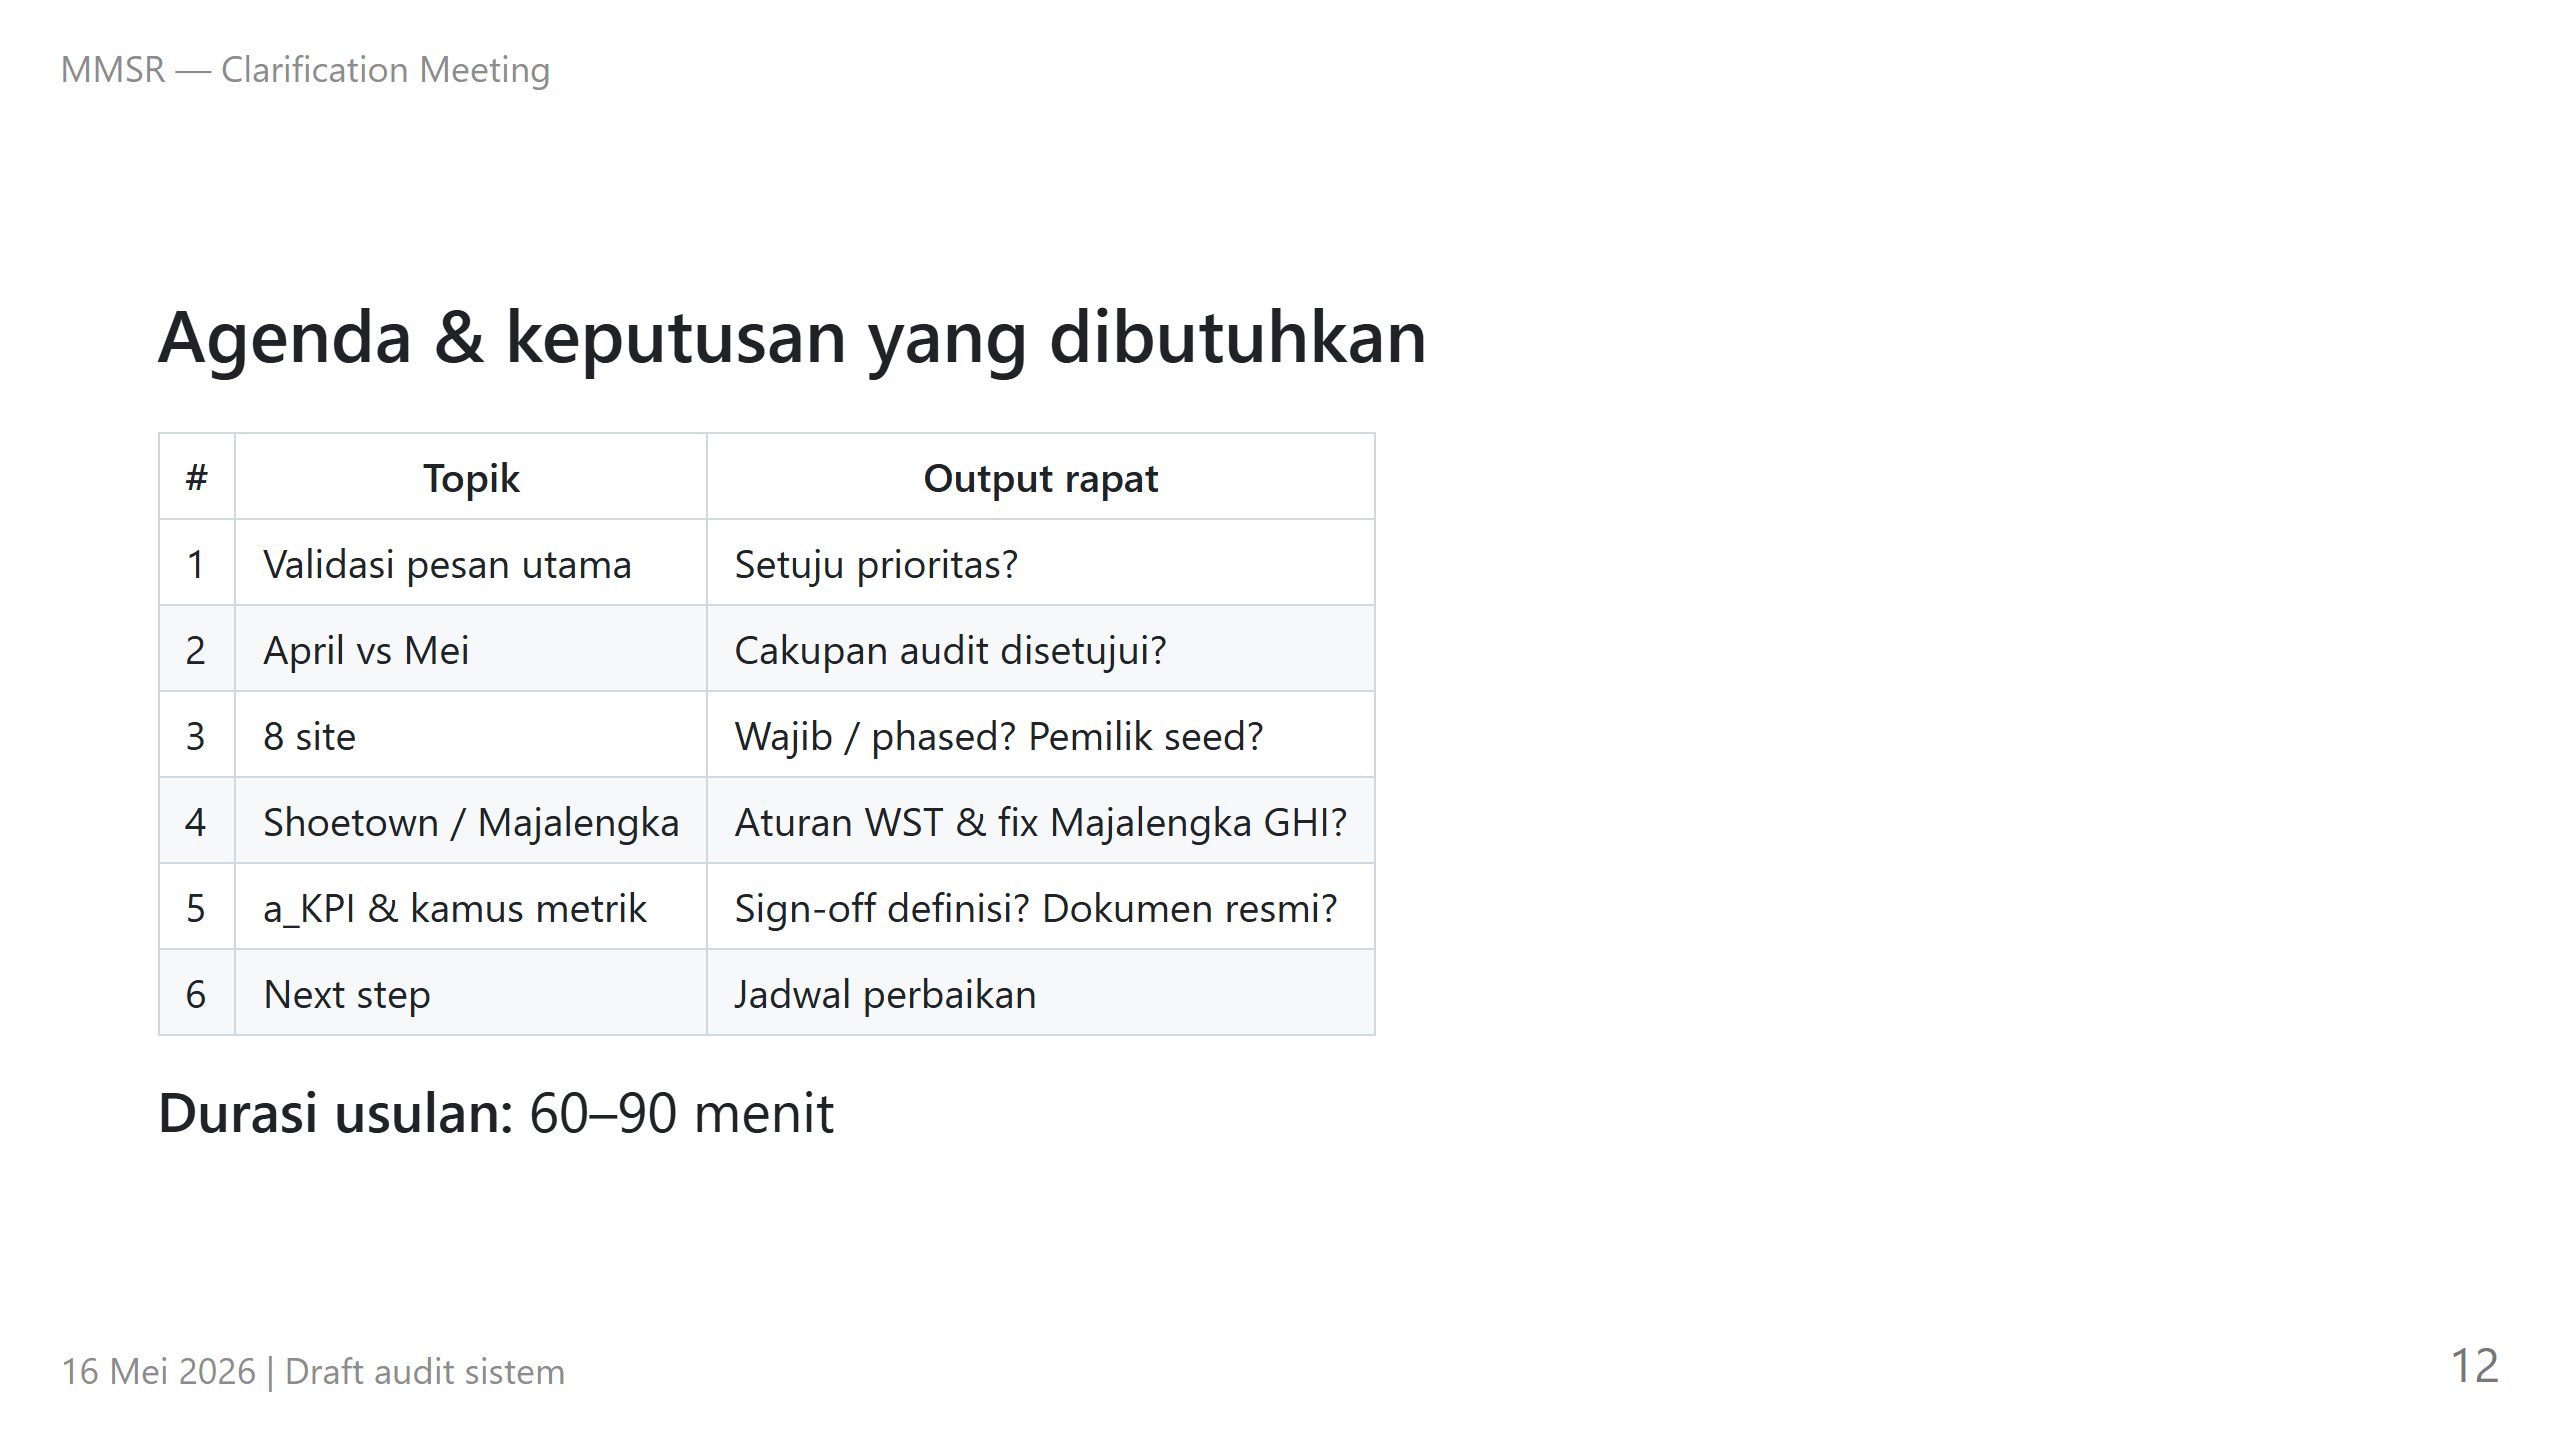 MMSR — Clarification Meeting
Agenda & keputusan yang dibutuhkan
# Topik Output rapat
1 Validasi pesan utama Setuju prioritas?
2 April vs Mei Cakupan audit disetujui?
3 8 site Wajib / phased? Pemilik seed?
4 Shoetown / Majalengka Aturan WST & fix Majalengka GHI?
5 a_KPI & kamus metrik Sign-off definisi? Dokumen resmi?
6 Next step Jadwal perbaikan
Durasi usulan: 60–90 menit
16 Mei 2026 | Draft audit sistem
12